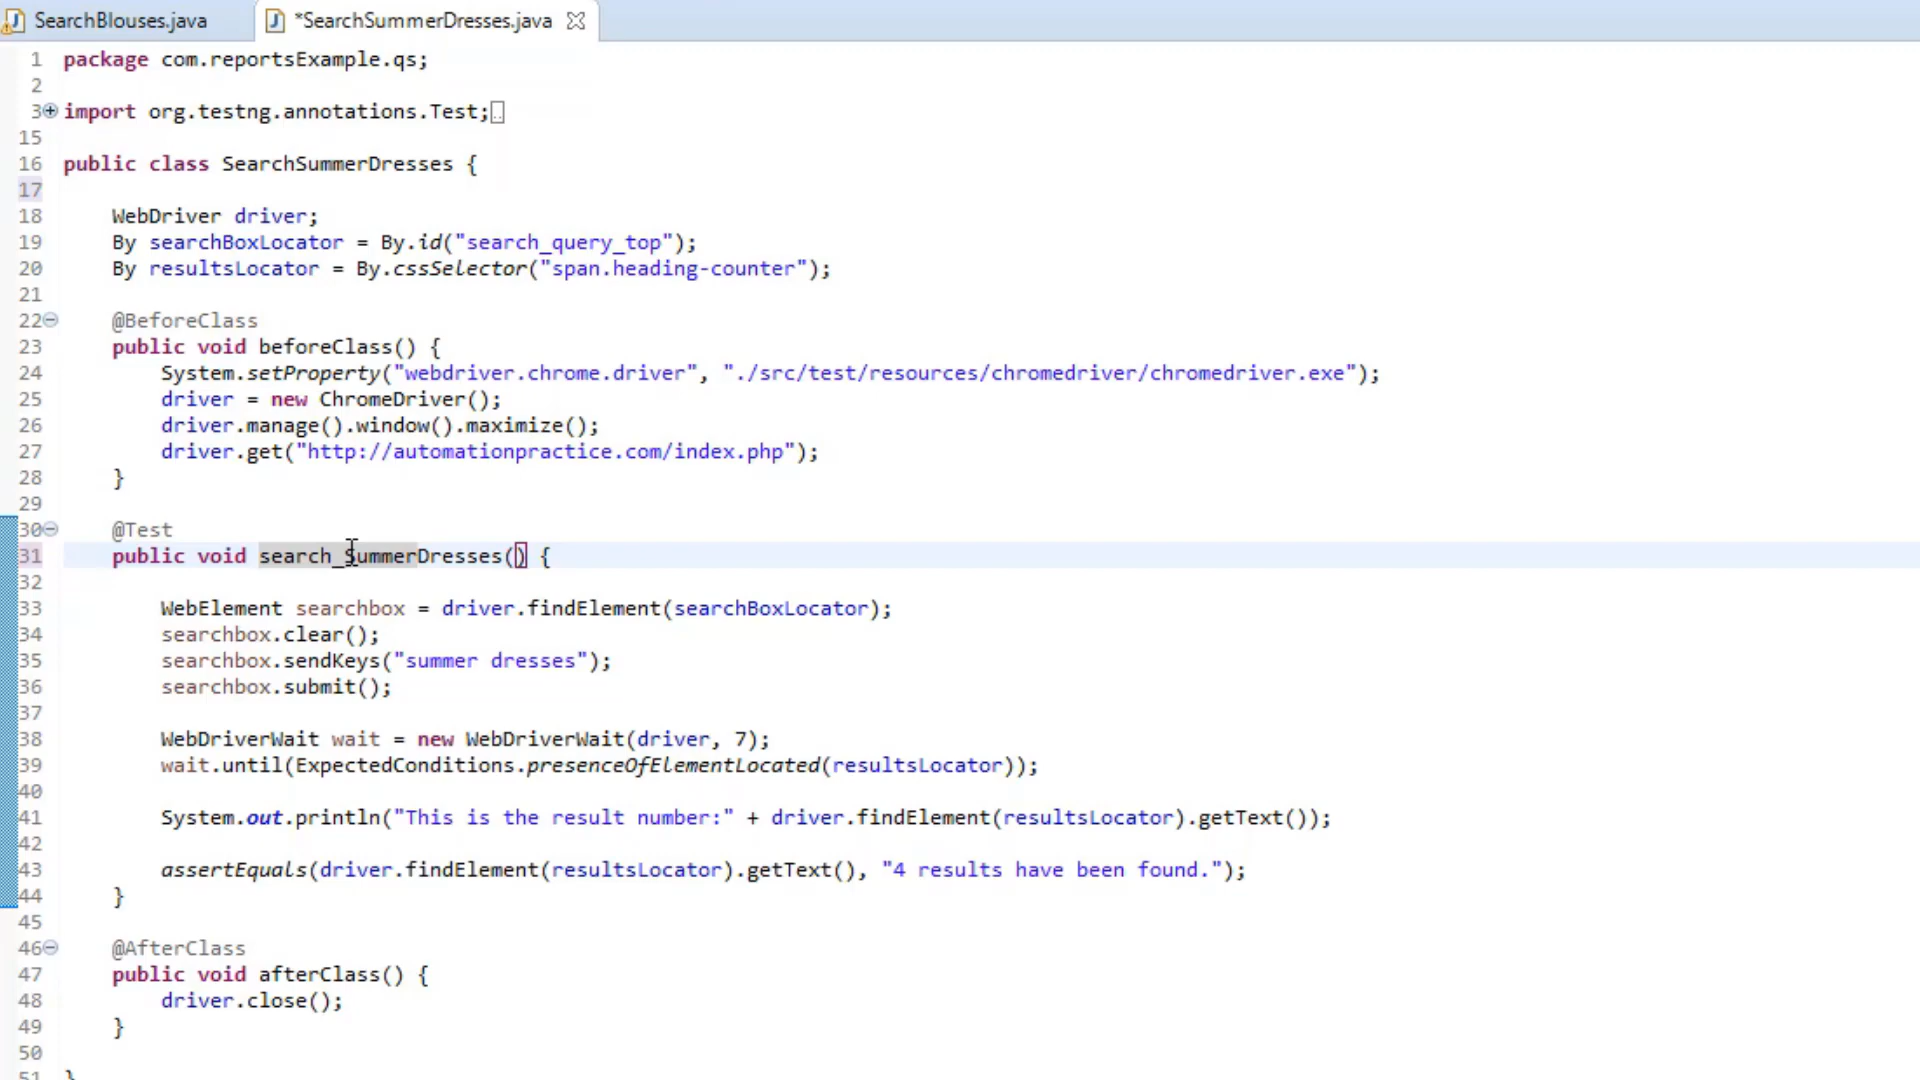 SearchBlouses.java
*SearchSummerDresses.java
1 package com.reportsExample.qs;
2
3 import org.testng.annotations.Test;
15
16 public class SearchSummerDresses {
17
18 WebDriver driver;
19 By searchBoxLocator = By.id("search_query_top");
20 By resultsLocator = By.cssSelector("span.heading-counter");
21
22 @BeforeClass
23 public void beforeClass() {
24 System.setProperty("webdriver.chrome.driver", "./src/test/resources/chromedriver/chromedriver.exe");
25 driver = new ChromeDriver();
26 driver.manage().window().maximize();
27 driver.get("http://automationpractice.com/index.php");
28 }
29
30 @Test
31 public void search_SummerDresses() {
32
33 WebElement searchbox = driver.findElement(searchBoxLocator);
34 searchbox.clear();
35 searchbox.sendKeys("summer dresses");
36 searchbox.submit();
37
38 WebDriverWait wait = new WebDriverWait(driver, 7);
39 wait.until(ExpectedConditions.presenceOfElementLocated(resultsLocator));
40
41 System.out.println("This is the result number:" + driver.findElement(resultsLocator).getText());
42
43 assertEquals(driver.findElement(resultsLocator).getText(), "4 results have been found.");
44 }
45
46 @AfterClass
47 public void afterClass() {
48 driver.close();
49 }
50
51 }